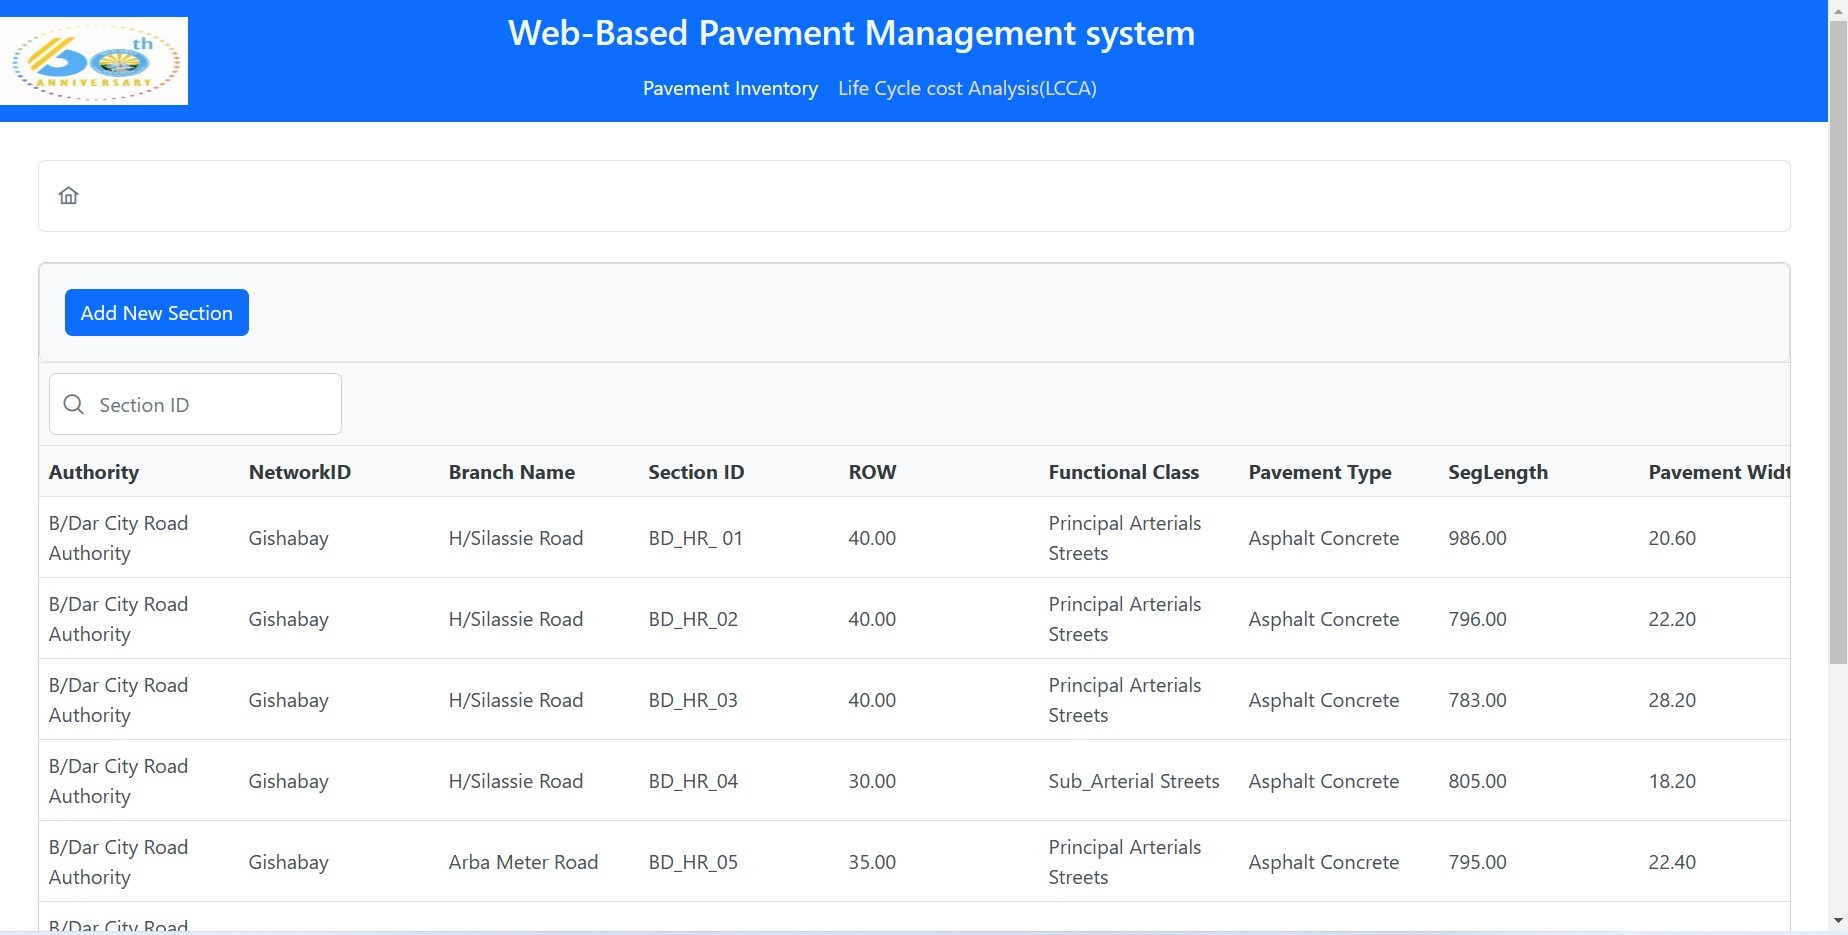 th
ANNIVERSARY
Web-Based Pavement Management system
Pavement Inventory Life Cycle cost Analysis(LCCA)
Add New Section
Section ID
Authority NetworkID Branch Name Section ID ROW Functional Class Pavement Type SegLength Pavement Widt
B/Dar City Road Authority Gishabay H/Silassie Road BD_HR_ 01 40.00 Principal Arterials Streets Asphalt Concrete 986.00 20.60
B/Dar City Road Authority Gishabay H/Silassie Road BD_HR_02 40.00 Principal Arterials Streets Asphalt Concrete 796.00 22.20
B/Dar City Road Authority Gishabay H/Silassie Road BD_HR_03 40.00 Principal Arterials Streets Asphalt Concrete 783.00 28.20
B/Dar City Road Authority Gishabay H/Silassie Road BD_HR_04 30.00 Sub_Arterial Streets Asphalt Concrete 805.00 18.20
B/Dar City Road Authority Gishabay Arba Meter Road BD_HR_05 35.00 Principal Arterials Streets Asphalt Concrete 795.00 22.40
B/Dar City Road